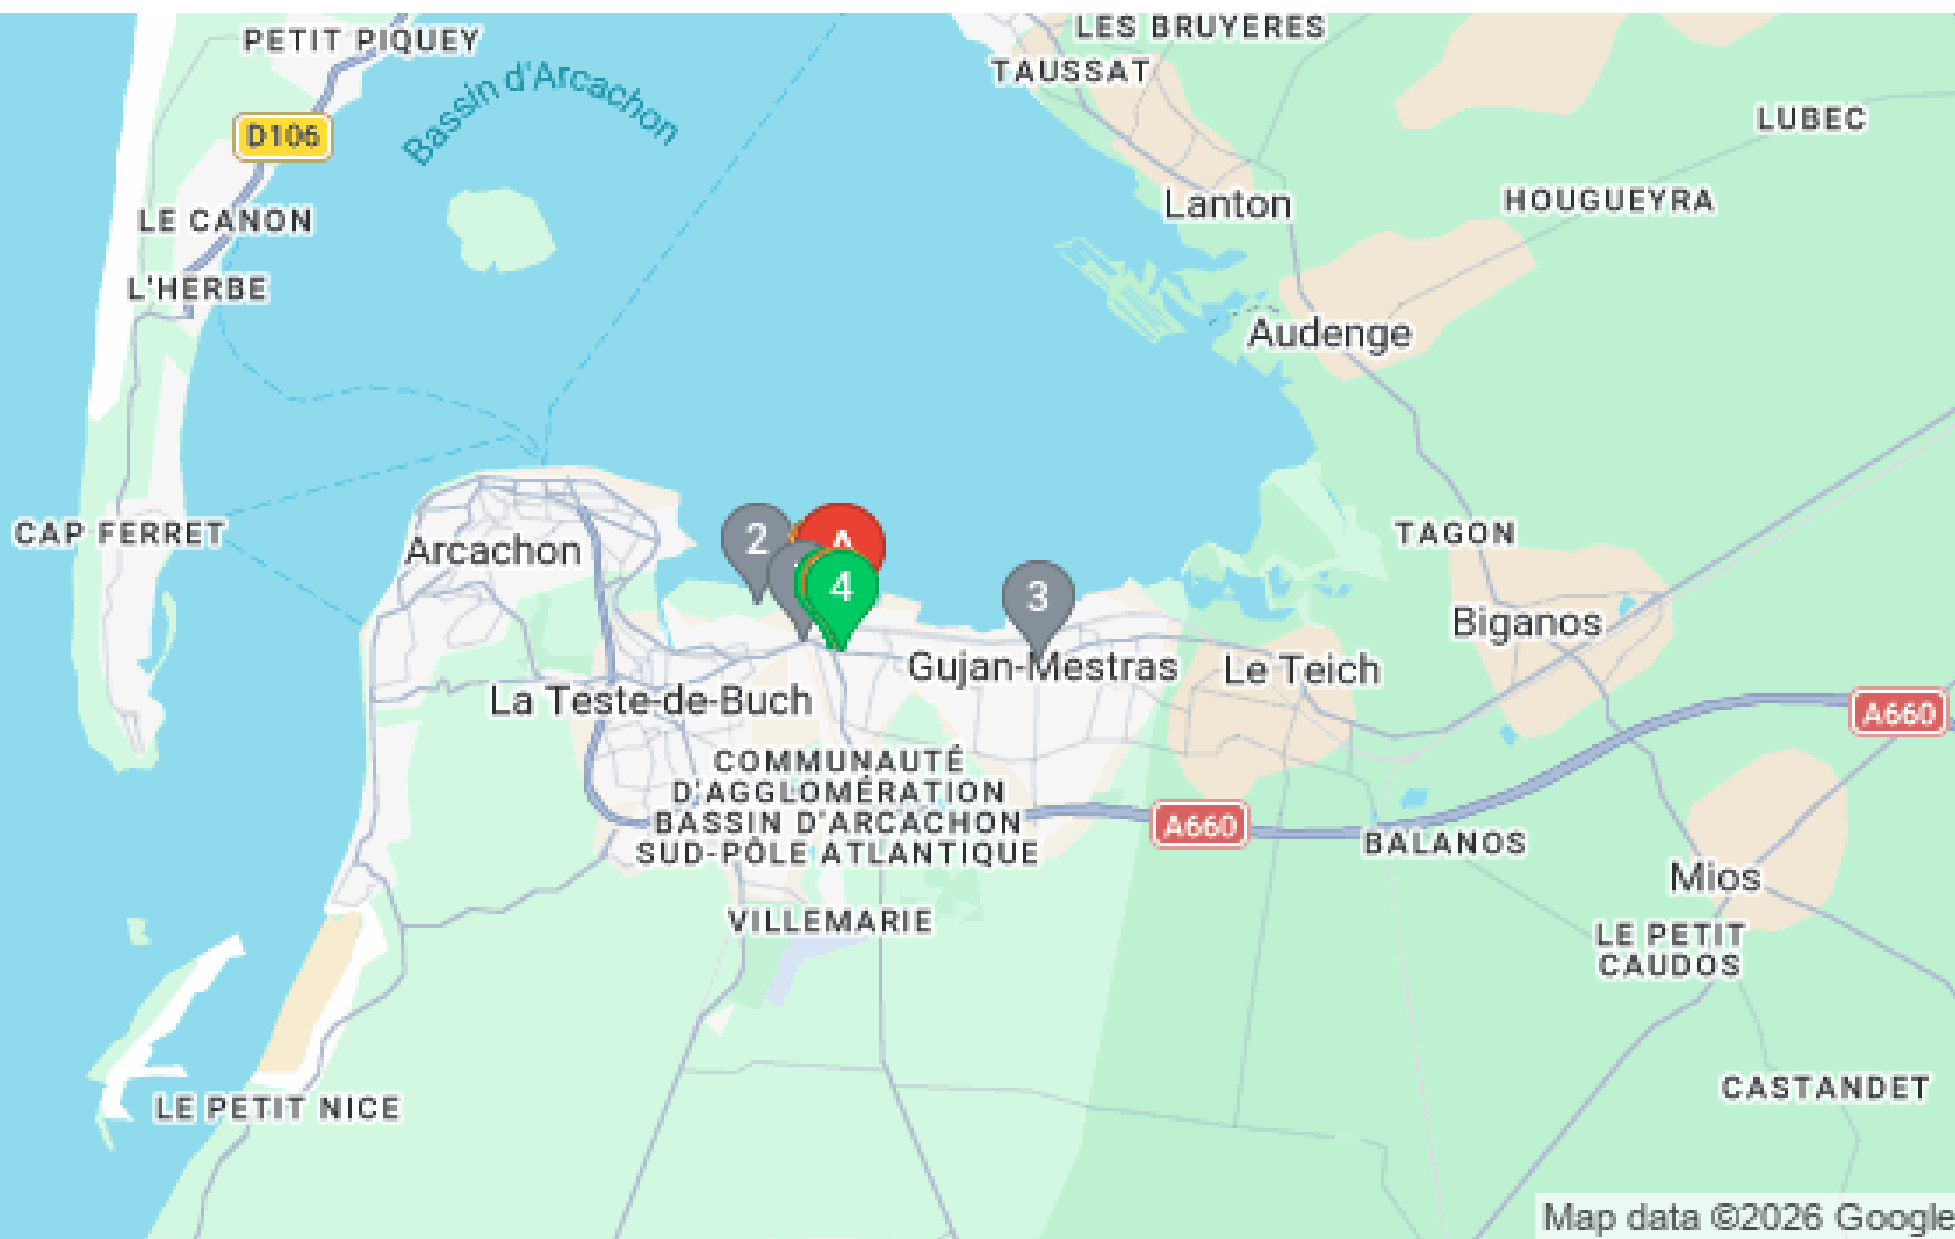 PETIT PIQUEY
LES BRUYERES
TAUSSAT
Bassin d'Arcachon
D106
LUBEC
LE CANON
Lanton
HOUGUEYRA
L'HERBE
Audenge
CAP FERRET
Arcachon
2
A
4
3
TAGON
Biganos
Gujan-Mestras
Le Teich
La Teste-de-Buch
A660
COMMUNAUTÉ
D'AGGLOMÉRATION
BASSIN D'ARCACHON
SUD-PÔLE ATLANTIQUE
A660
BALANOS
Mios
VILLEMARIE
LE PETIT
CAUDOS
LE PETIT NICE
CASTANDET
Map data ©2026 Google